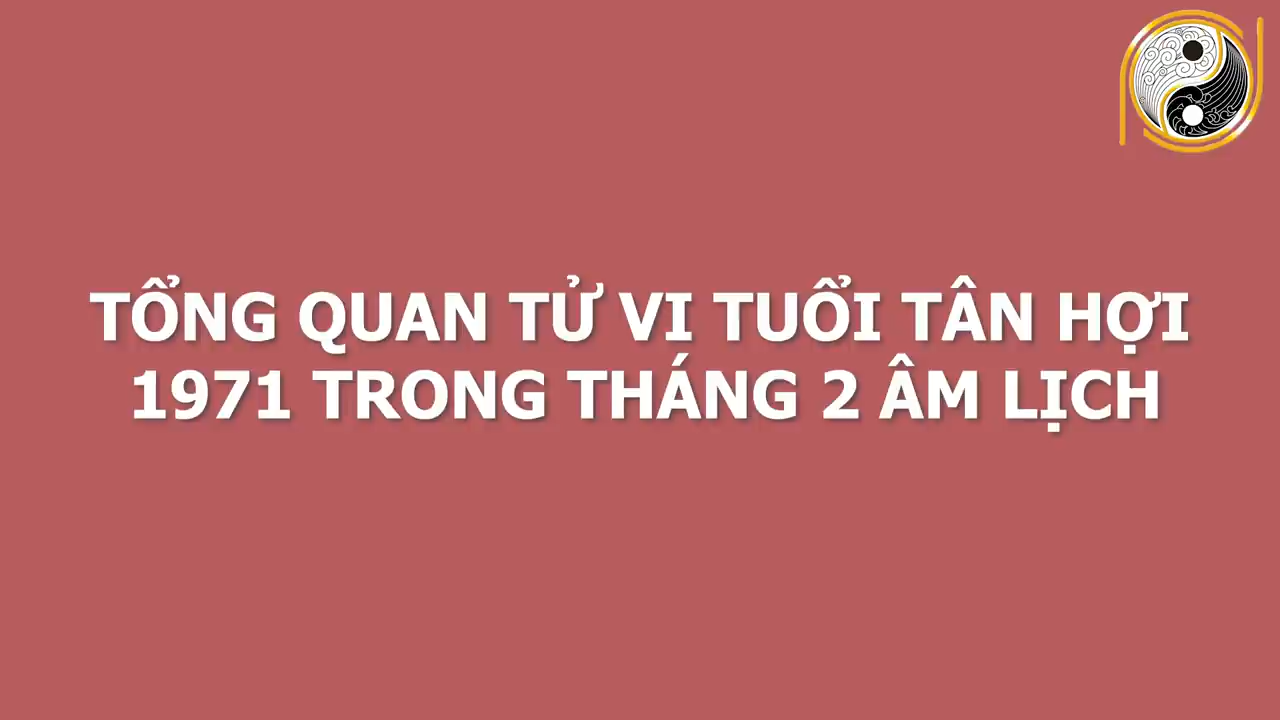 TỔNG QUAN TỬ VI TUỔI TÂN HỢI
1971 TRONG THÁNG 2 ÂM LỊCH